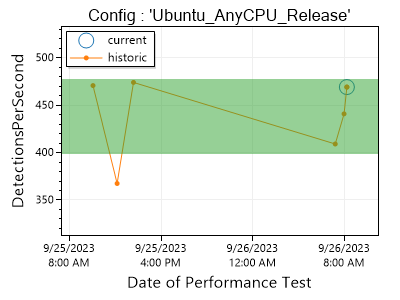 Config : 'Ubuntu_AnyCPU_Release'
current
historic
DetectionsPerSecond
500
450
400
350
9/25/2023 9/25/2023 9/26/2023 9/26/2023
8:00 AM 4:00 PM 12:00 AM 8:00 AM
Date of Performance Test